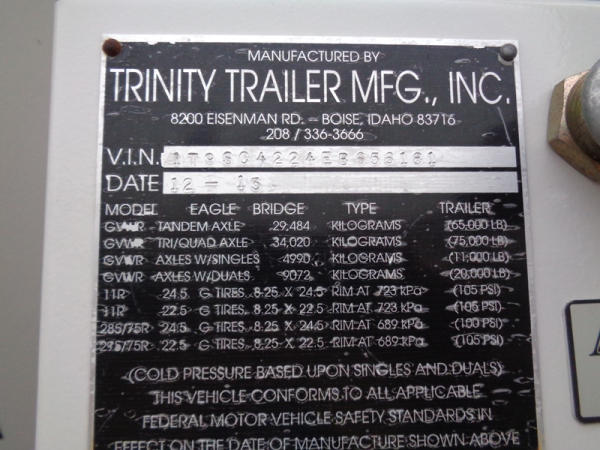 MANUFACTURED BY
TRINITY TRAILER MFG., INC.
8200 EISENMAN RD. – BOISE, IDAHO 83716
208 / 336-3666
V.I.N.
DATE 12 – 13
MODEL EAGLE BRIDGE TYPE TRAILER
GVWR TANDEM AXLE 29,484 KILOGRAMS (65,000 LB)
GVWR TRI/QUAD AXLE 34,020 KILOGRAMS (75,000 LB)
GVWR AXLES W/SINGLES 4990 KILOGRAMS (11,000 LB)
GVWR AXLES W/DUALS 9072 KILOGRAMS (20,000 LB)
11R 24.5 G TIRES 8.25 X 24.5 RIM AT 723 kPa (105 PSI)
11R 22.5 G TIRES 8.25 X 22.5 RIM AT 723 kPa (105 PSI)
285/75R 24.5 G TIRES 8.25 X 24.5 RIM AT 689 kPa (100 PSI)
295/75R 22.5 G TIRES 8.25 X 22.5 RIM AT 689 kPa (105 PSI)
(COLD PRESSURE BASED UPON SINGLES AND DUALS)
THIS VEHICLE CONFORMS TO ALL APPLICABLE
FEDERAL MOTOR VEHICLE SAFETY STANDARDS IN
EFFECT ON THE DATE OF MANUFACTURE SHOWN ABOVE